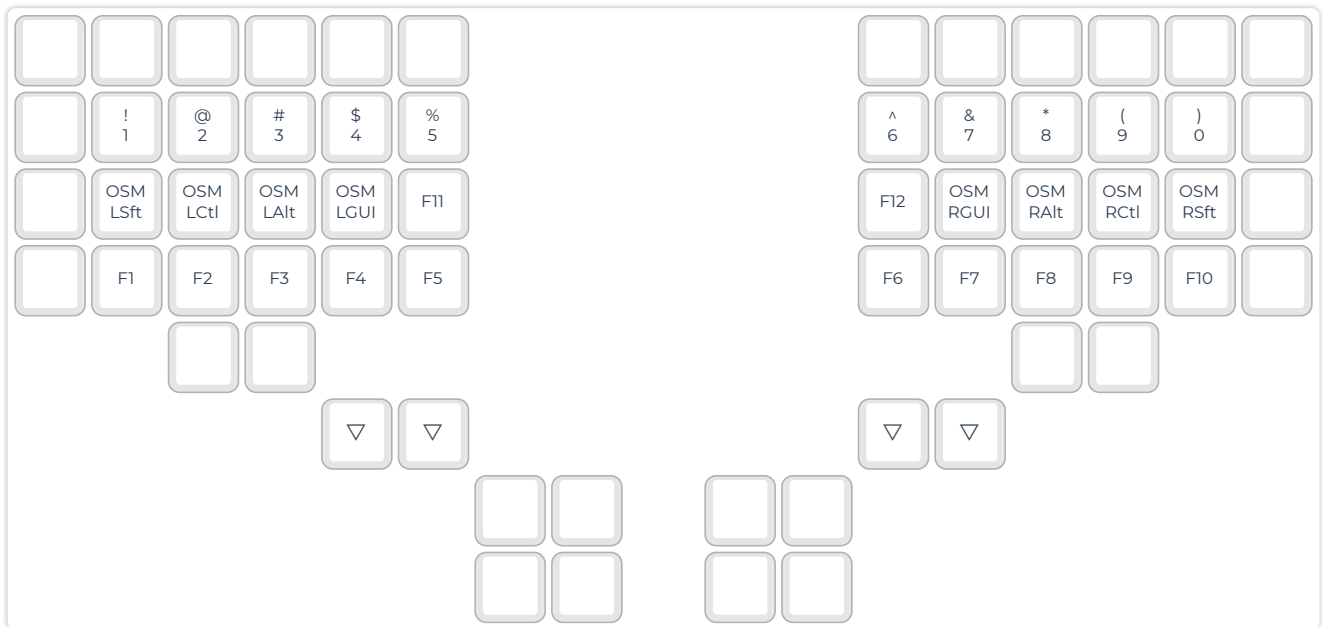 ! @ # $ % ^ & * ( )
1 2 3 4 5 6 7 8 9 0
OSM OSM OSM OSM F11 F12 OSM OSM OSM OSM
LSft LCtl LAlt LGUI RGUI RAlt RCtl RSft
F1 F2 F3 F4 F5 F6 F7 F8 F9 F10
▽ ▽ ▽ ▽